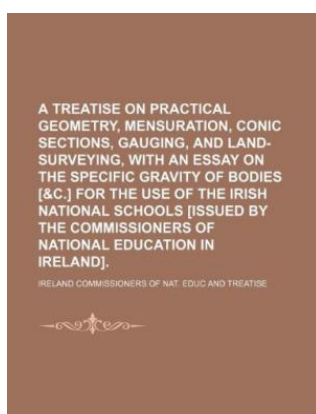 A TREATISE ON PRACTICAL
GEOMETRY, MENSURATION, CONIC
SECTIONS, GAUGING, AND LAND-
SURVEYING, WITH AN ESSAY ON
THE SPECIFIC GRAVITY OF BODIES
[&C.] FOR THE USE OF THE IRISH
NATIONAL SCHOOLS [ISSUED BY
THE COMMISSIONERS OF
NATIONAL EDUCATION IN
IRELAND].
IRELAND COMMISSIONERS OF NAT. EDUC AND TREATISE